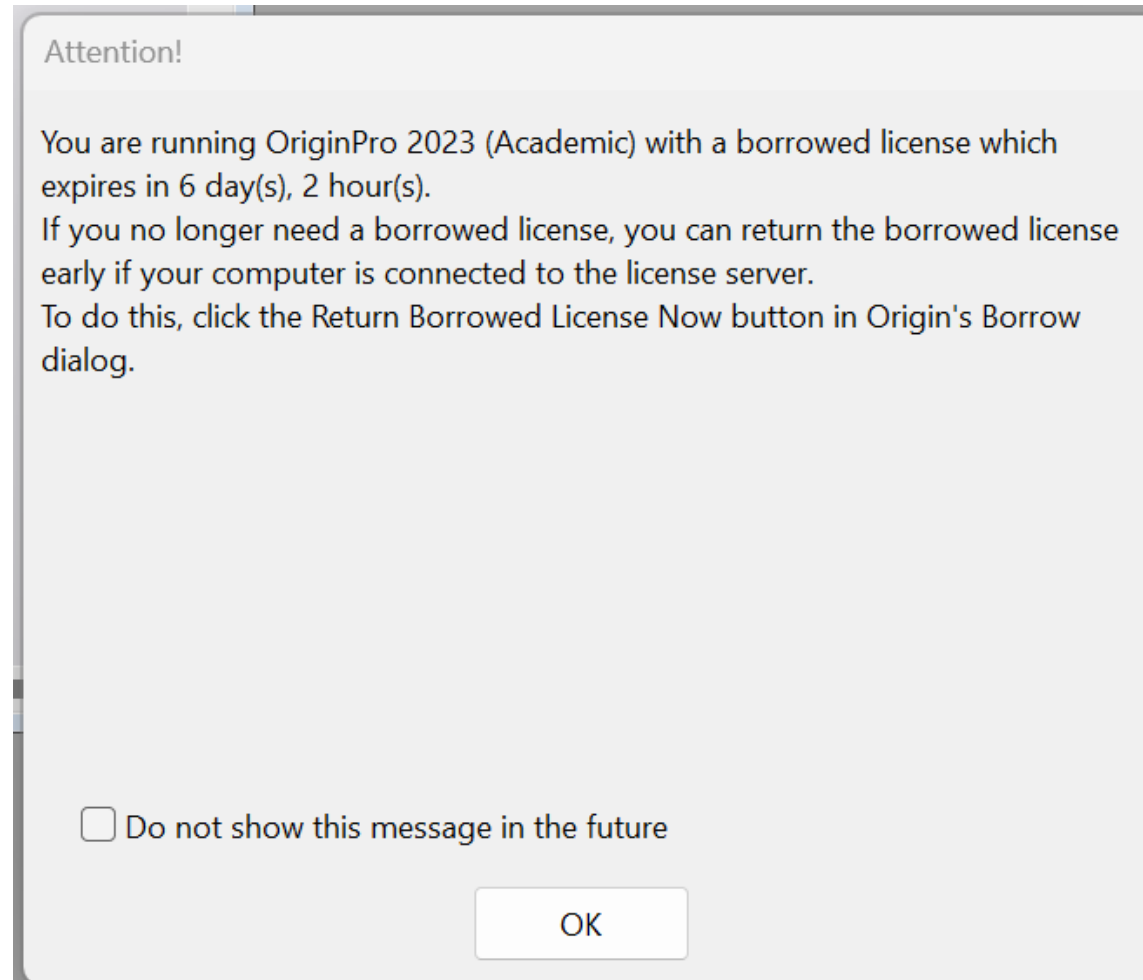 Attention!
You are running OriginPro 2023 (Academic) with a borrowed license which
expires in 6 day(s), 2 hour(s).
If you no longer need a borrowed license, you can return the borrowed license
early if your computer is connected to the license server.
To do this, click the Return Borrowed License Now button in Origin's Borrow
dialog.
Do not show this message in the future
OK